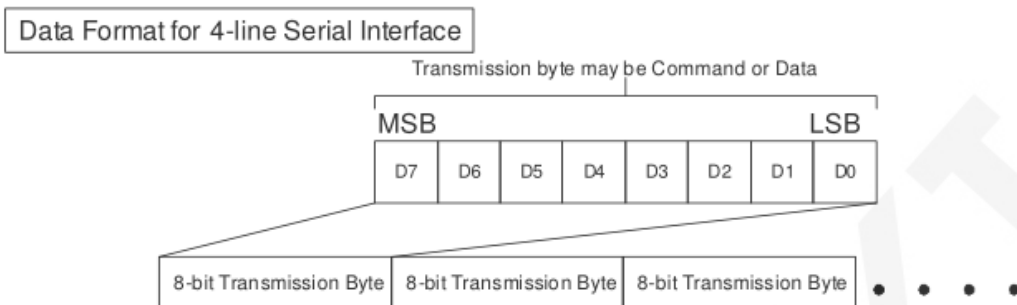 Data Format for 4-line Serial Interface
Transmission byte may be Command or Data
MSB LSB
D7 D6 D5 D4 D3 D2 D1 D0
8-bit Transmission Byte 8-bit Transmission Byte 8-bit Transmission Byte